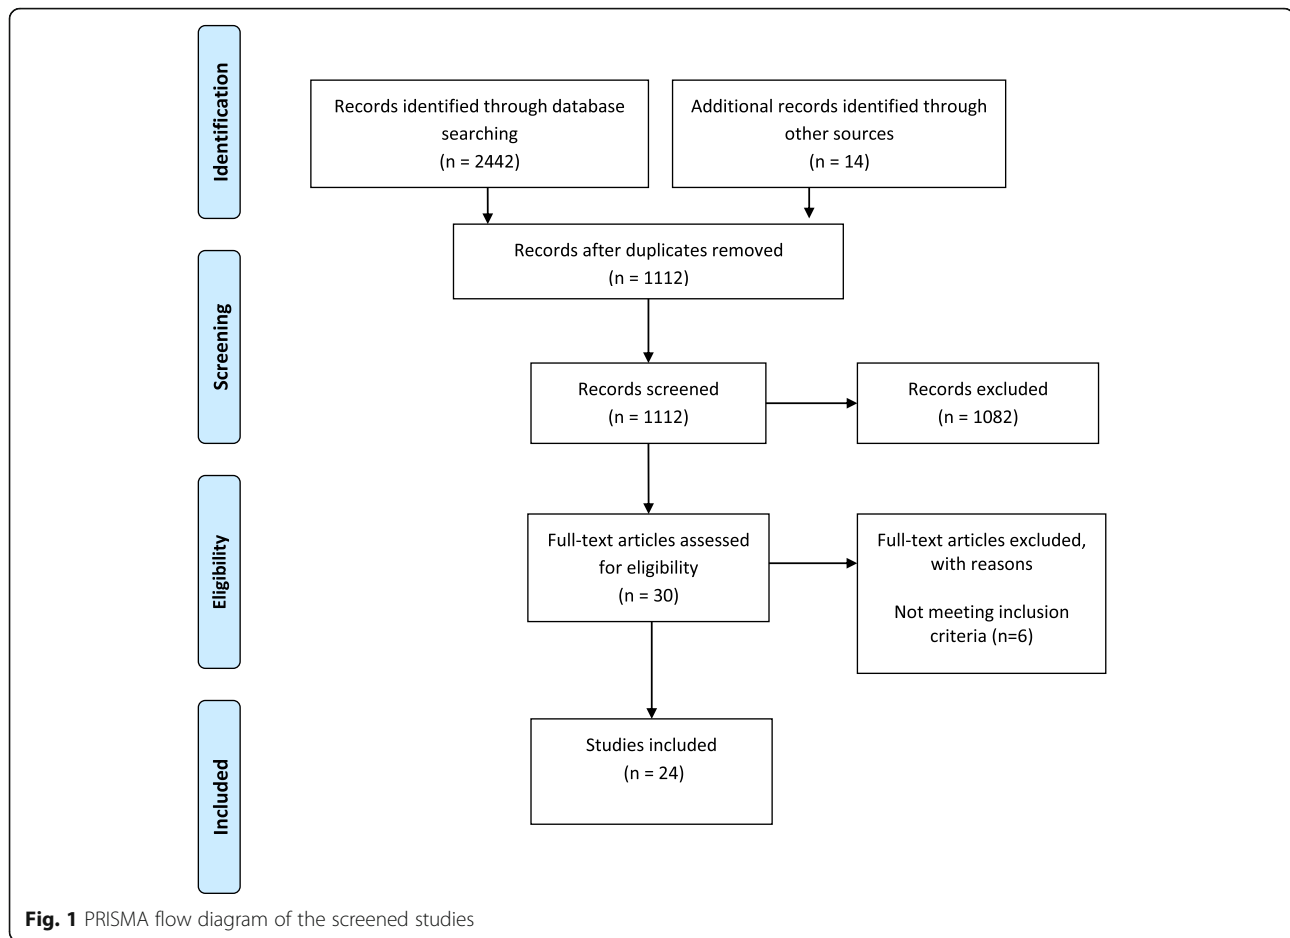 Identification
Records identified through database
searching
(n = 2442)
Additional records identified through
other sources
(n = 14)
Records after duplicates removed
(n = 1112)
Screening
Records screened
(n = 1112)
Records excluded
(n = 1082)
Eligibility
Full-text articles assessed
for eligibility
(n = 30)
Full-text articles excluded,
with reasons
Not meeting inclusion
criteria (n=6)
Included
Studies included
(n = 24)
Fig. 1 PRISMA flow diagram of the screened studies